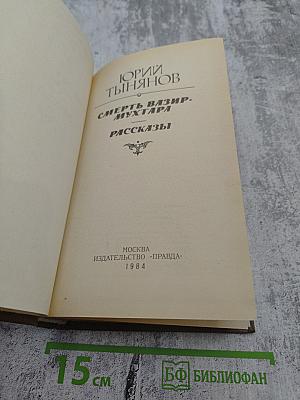 ЮРИЙ
ТЫНЯНОВ
СМЕРТЬ ВАЗИР-
МУХТАРА
РАССКАЗЫ
МОСКВА
ИЗДАТЕЛЬСТВО «ПРАВДА»
1984
15 см
БФ БИБЛИОФАН